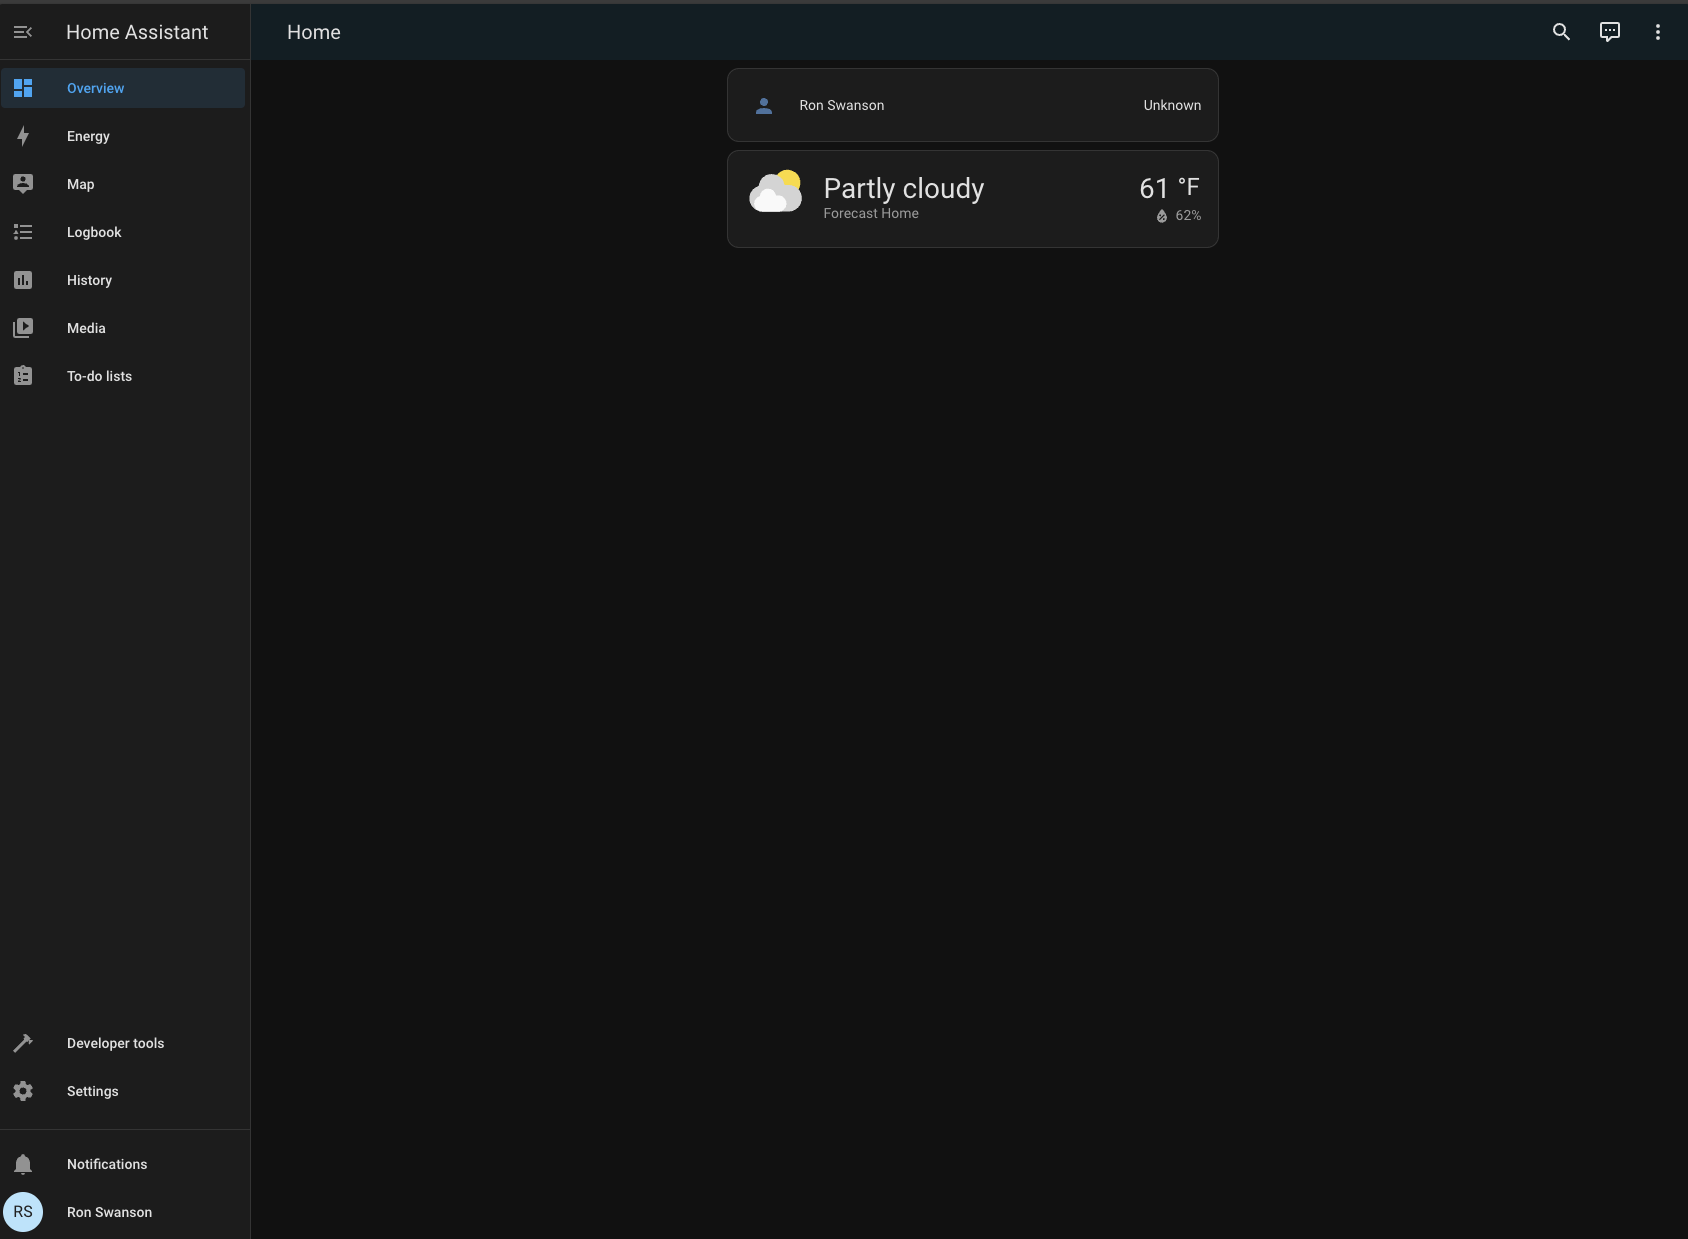 Home Assistant
Home
Overview
Energy
Map
Logbook
History
Media
To-do lists
Developer tools
Settings
Notifications
RS Ron Swanson
Ron Swanson Unknown
Partly cloudy 61 °F
Forecast Home 62%